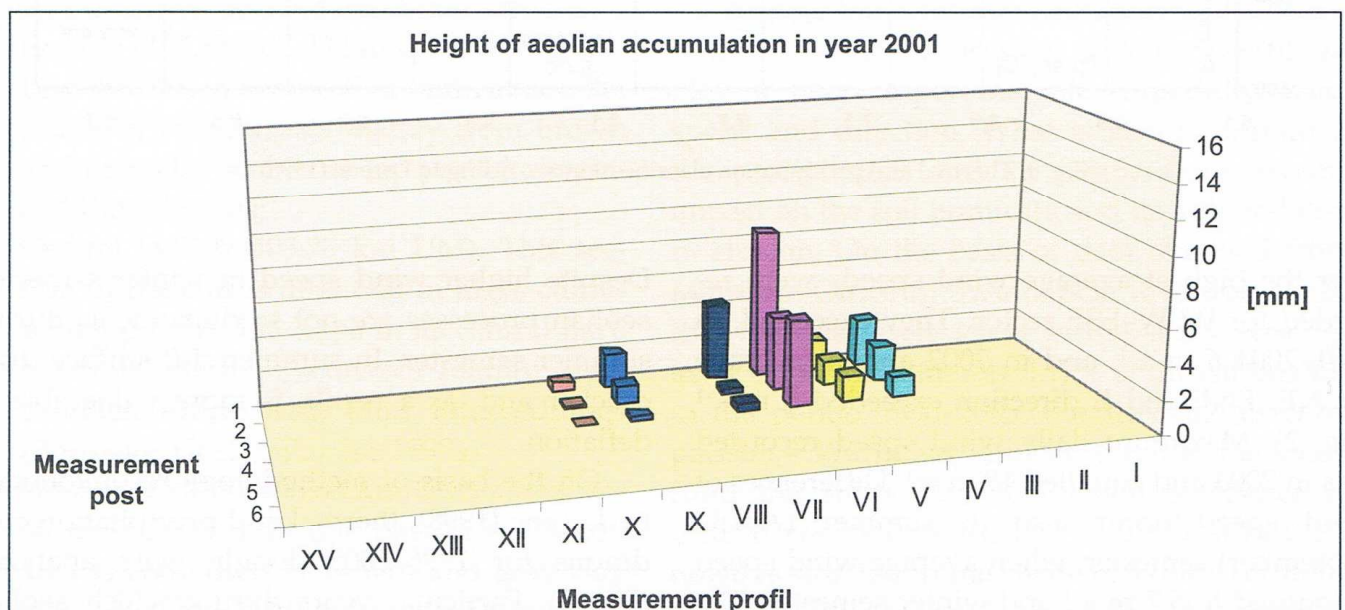 Height of aeolian accumulation in year 2001
16
14
12
10
8
6
4
2
0
[mm]
1
2
3
4
5
6
Measurement
post
XV XIV XIII XII XI X IX VIII VII VI V IV III II I
Measurement profil